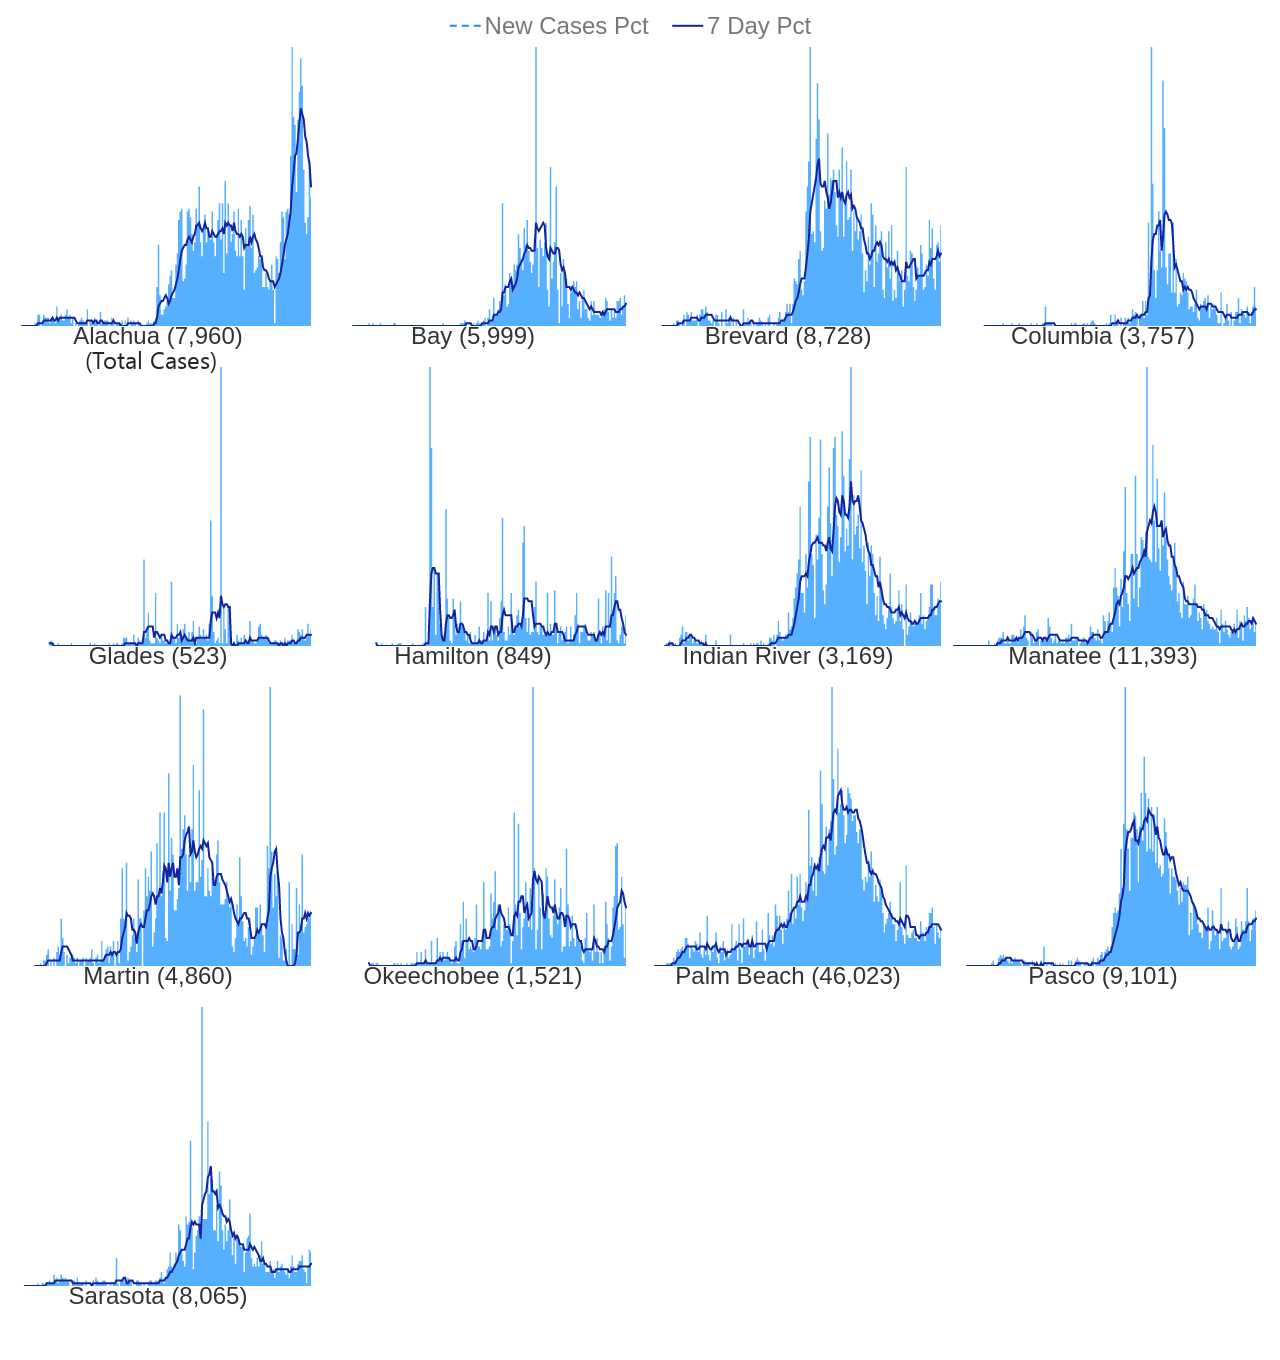 New Cases Pct 7 Day Pct
Alachua (7,960) Bay (5,999) Brevard (8,728) Columbia (3,757)
(Total Cases)
Glades (523) Hamilton (849) Indian River (3,169) Manatee (11,393)
Martin (4,860) Okeechobee (1,521) Palm Beach (46,023) Pasco (9,101)
Sarasota (8,065)